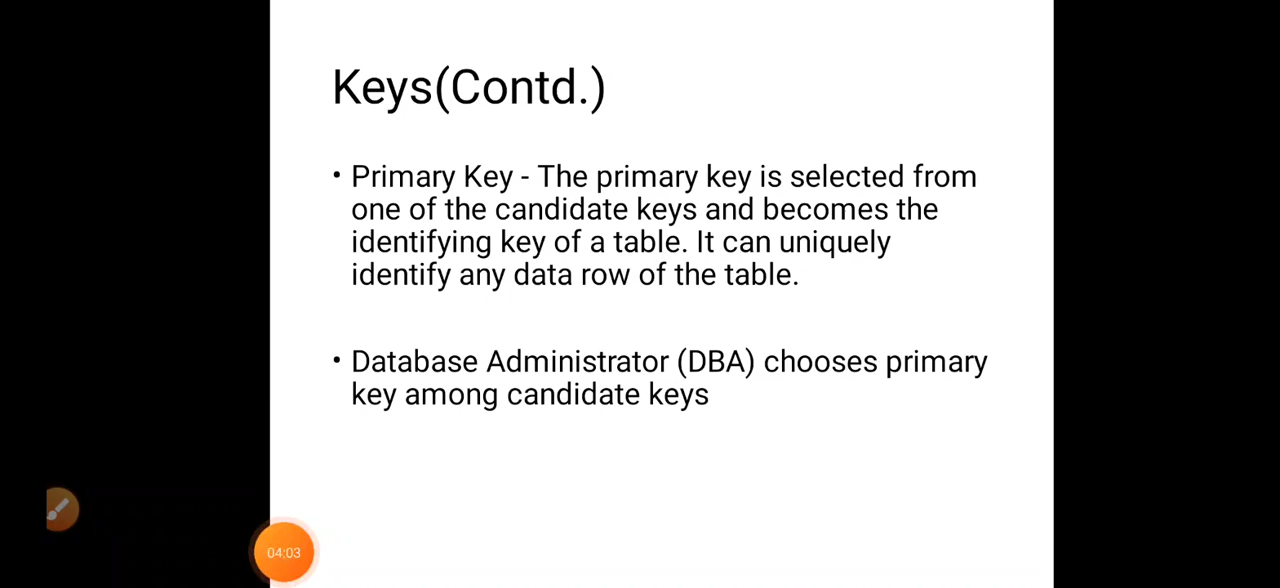 Keys(Contd.)
• Primary Key - The primary key is selected from
one of the candidate keys and becomes the
identifying key of a table. It can uniquely
identify any data row of the table.
• Database Administrator (DBA) chooses primary
key among candidate keys
04:03